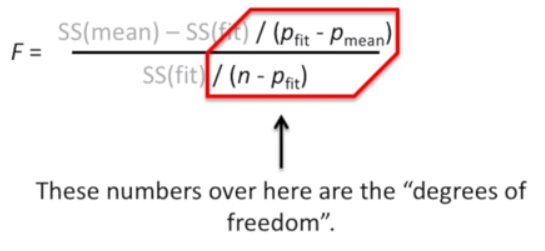 F = SS(mean) – SS(fit) / (pfit - pmean)
SS(fit) / (n - pfit)
These numbers over here are the “degrees of
freedom”.